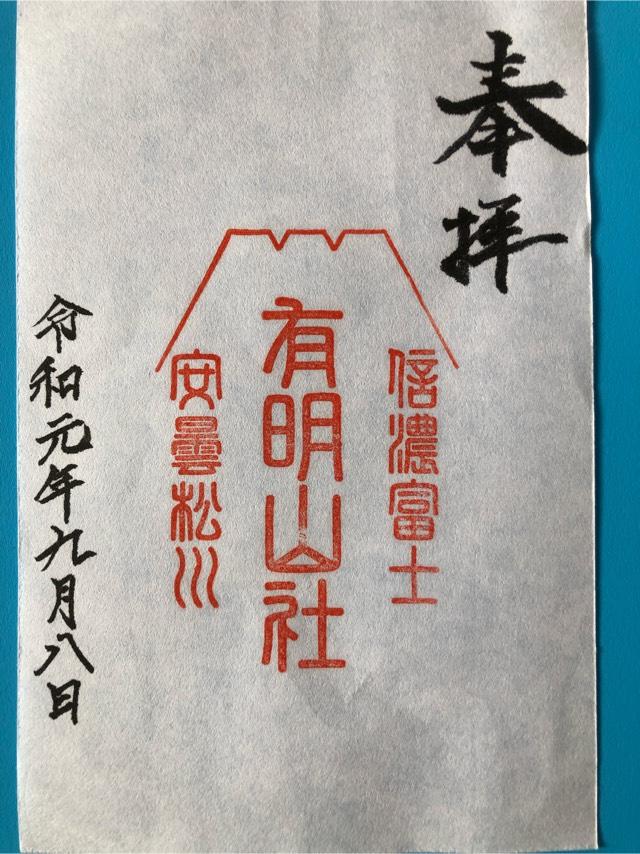 奉拝
信濃富士
有明山社
安曇松川
令和元年九月八日